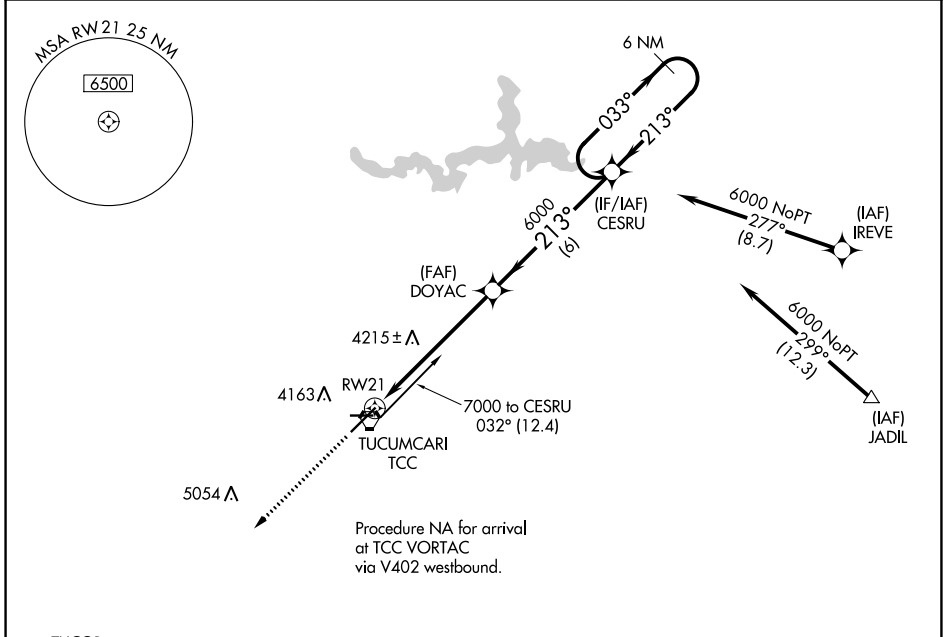 MSA RW21 25 NM
6500
6 NM
033°
213°
(IF/IAF)
CESRU
6000 NoPT
277°
(8.7)
(IAF)
IREVE
6000
213°
(6)
(FAF)
DOYAC
6000 NoPT
299°
(12.3)
(IAF)
JADIL
4215±
4163
RW21
7000 to CESRU
032° (12.4)
TUCUMCARI
TCC
5054
Procedure NA for arrival
at TCC VORTAC
via V402 westbound.